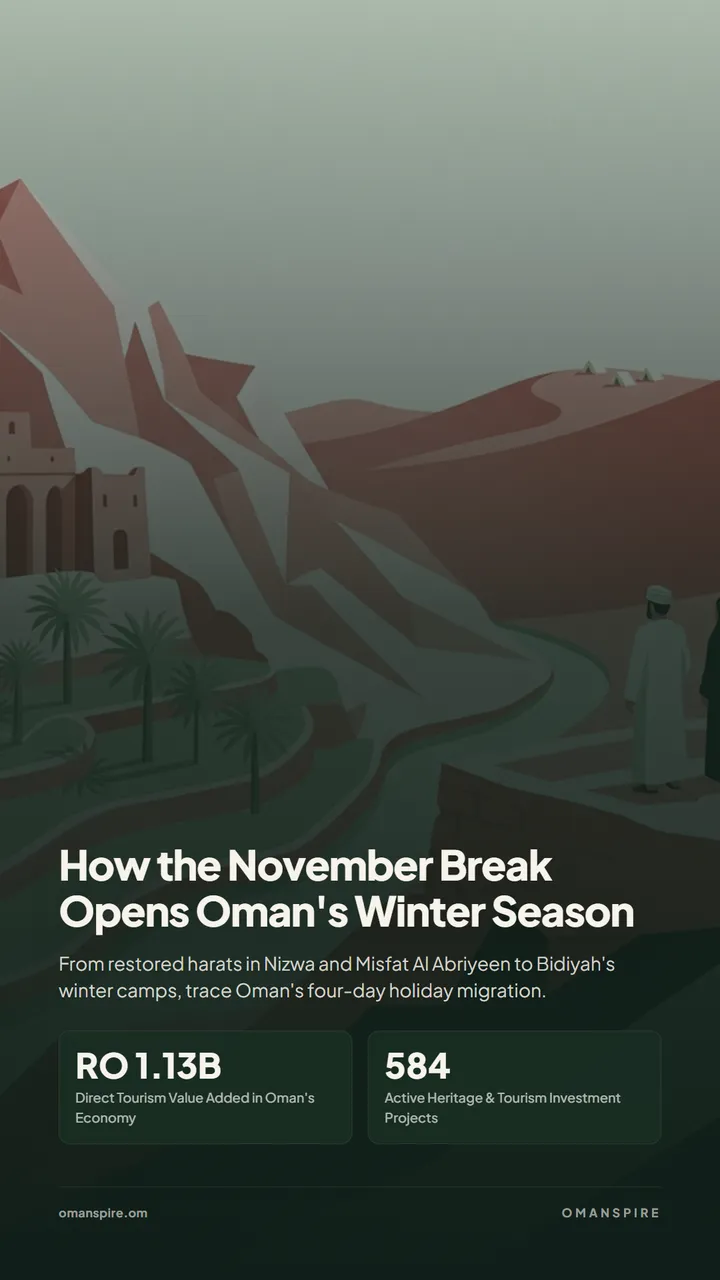 How the November Break
Opens Oman's Winter Season
From restored harats in Nizwa and Misfat Al Abriyeen to Bidiyah's
winter camps, trace Oman's four-day holiday migration.
RO 1.13B
Direct Tourism Value Added in Oman's
Economy
584
Active Heritage & Tourism Investment
Projects
omanspire.om
OMANSPIRE